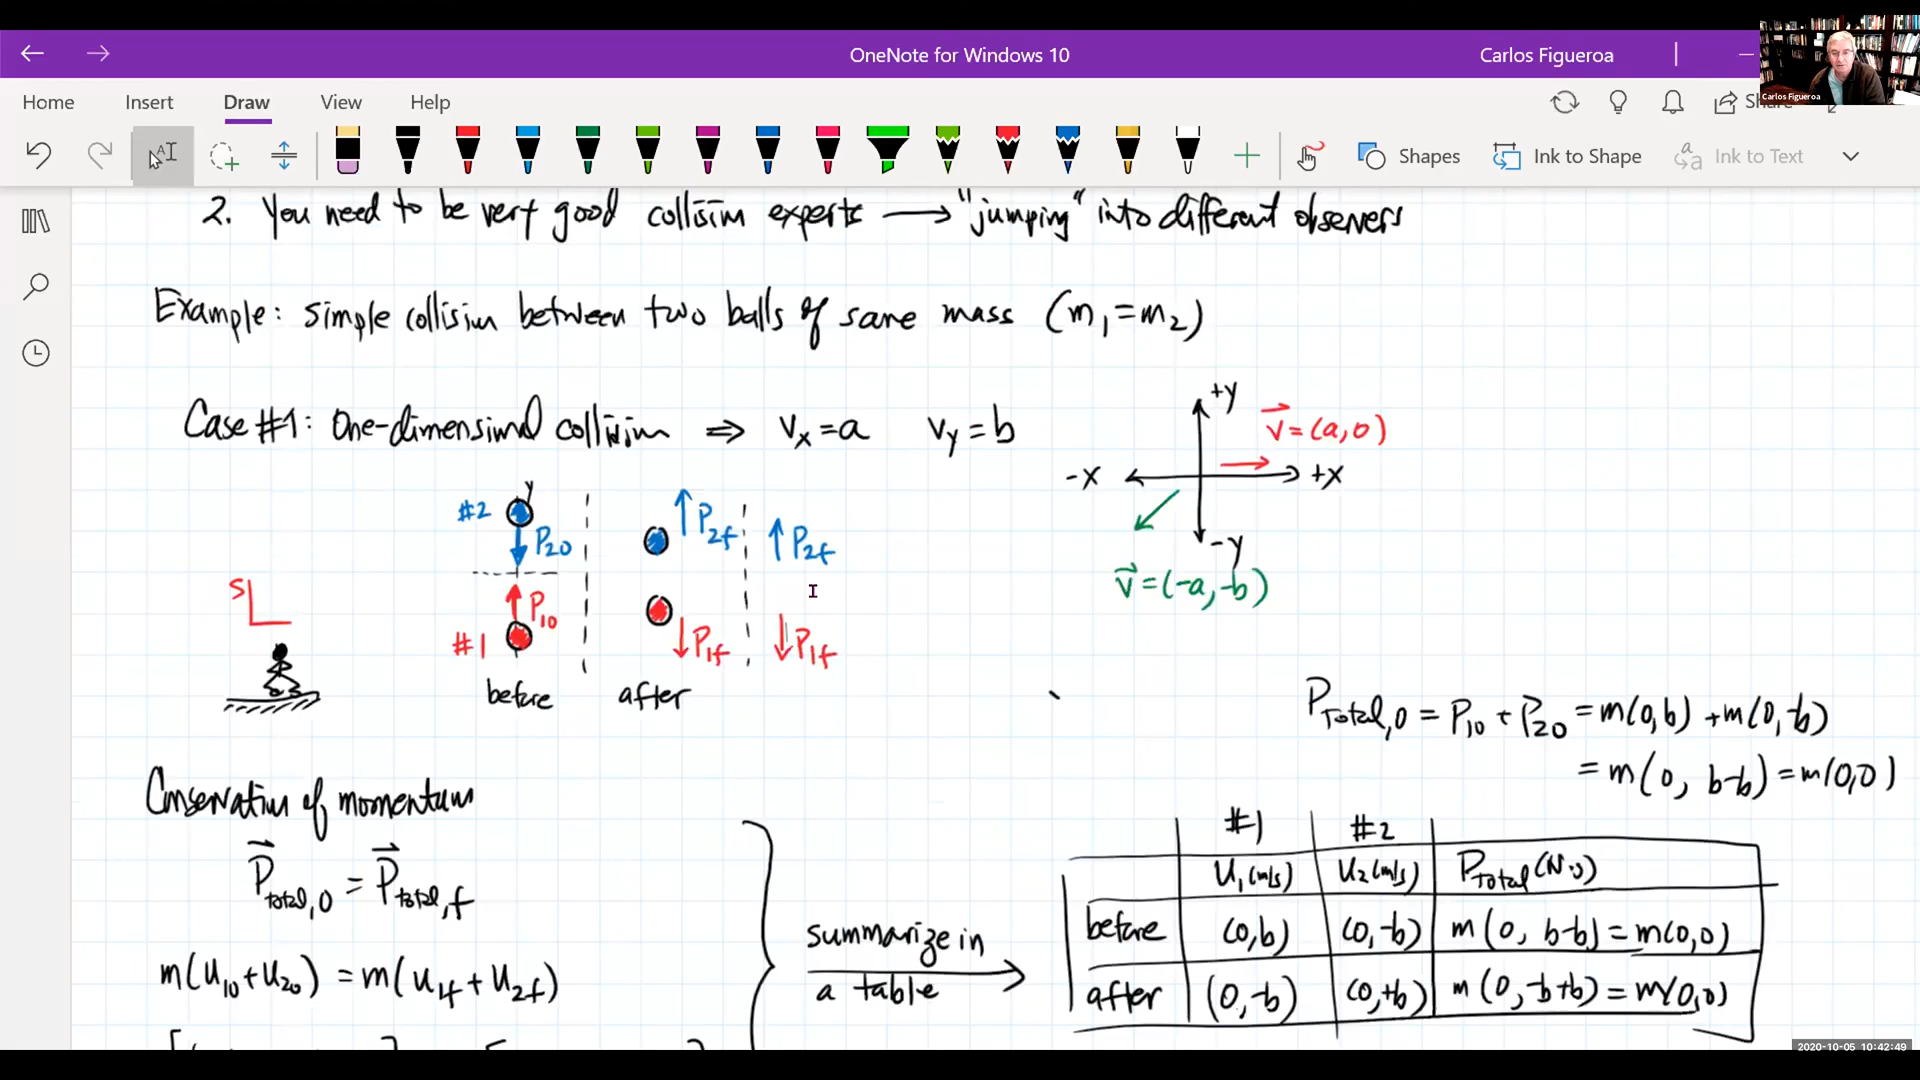 OneNote for Windows 10
Carlos Figueroa
Carlos Figueroa
Home Insert Draw View Help
Shapes Ink to Shape Ink to Text
2. You need to be very good collision experts → "jumping" into different observers
Example: simple collision between two balls of same mass (m₁=m₂)
Case #1: One-dimensional collision ⇒ vₓ=a v_y=b
+y
v⃗=(a,0)
-x +x
-y
v⃗=(-a,-b)
#2 y P₂₀ P₂f P₂f
S
#1 P₁₀ P₁f P₁f
before after
P_Total,0 = P₁₀ + P₂₀ = m(0,b) + m(0,-b)
= m(0, b-b) = m(0,0)
Conservation of momentum
P⃗_total,0 = P⃗_total,f
m(u₁₀+u₂₀) = m(u₁f+u₂f)
summarize in
a table
#1 #2
U₁(m/s) U₂(m/s) P_Total(N·s)
before (0,b) (0,-b) m(0, b-b)=m(0,0)
after (0,-b) (0,+b) m(0,-b+b)=m(0,0)
2020-10-05 10:42:49